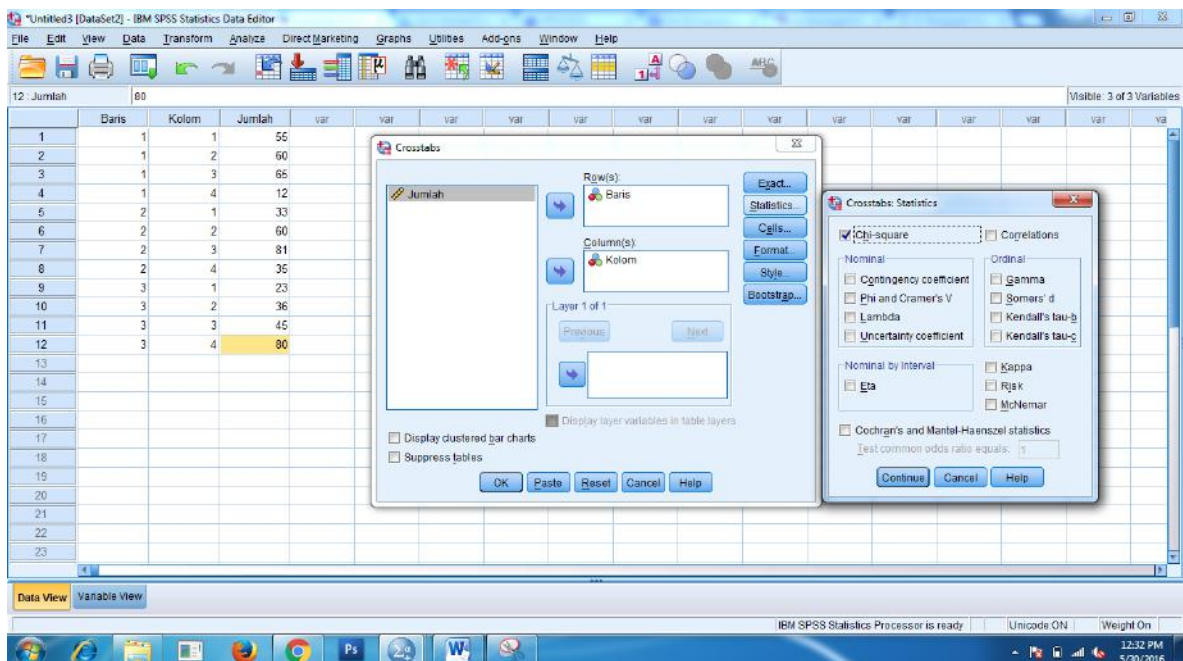 *Untitled3 [DataSet2] - IBM SPSS Statistics Data Editor
File Edit View Data Transform Analyze Direct Marketing Graphs Utilities Add-ons Window Help
12 : Jumlah 80 Visible: 3 of 3 Variables
Baris Kolom Jumlah var var var var var var var var var var var var va
1 1 1 55
2 1 2 60
3 1 3 65
4 1 4 12
5 2 1 33
6 2 2 60
7 2 3 81
8 2 4 35
9 3 1 23
10 3 2 36
11 3 3 45
12 3 4 80
13
14
15
16
17
18
19
20
21
22
23
Crosstabs
Jumlah
Row(s):
Baris
Column(s):
Kolom
Layer 1 of 1
Previous Next
Display layer variables in table layers
Display clustered bar charts
Suppress tables
OK Paste Reset Cancel Help
Exact...
Statistics...
Cells...
Format...
Style...
Bootstrap...
Crosstabs: Statistics
Chi-square Correlations
Nominal Ordinal
Contingency coefficient Gamma
Phi and Cramer's V Somers' d
Lambda Kendall's tau-b
Uncertainty coefficient Kendall's tau-c
Nominal by Interval Kappa
Eta Risk
McNemar
Cochran's and Mantel-Haenszel statistics
Test common odds ratio equals: 1
Continue Cancel Help
Data View Variable View
IBM SPSS Statistics Processor is ready Unicode:ON Weight On
Ps 12:32 PM
5/30/2016